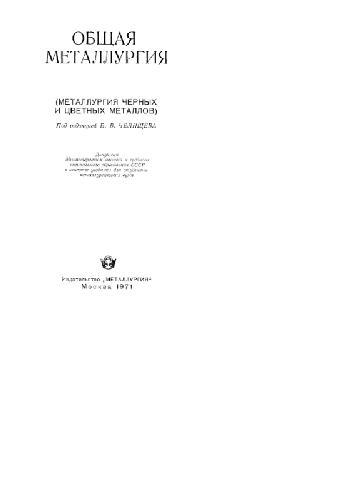 ОБЩАЯ
МЕТАЛЛУРГИЯ
(МЕТАЛЛУРГИЯ ЧЕРНЫХ
И ЦВЕТНЫХ МЕТАЛЛОВ)
Под редакцией Е. В. ЧЕЛИЩЕВА
Допущено
Министерством высшего и среднего
специального образования СССР
в качестве учебника для студентов
металлургических вузов
Издательство „МЕТАЛЛУРГИЯ"
Москва 1971